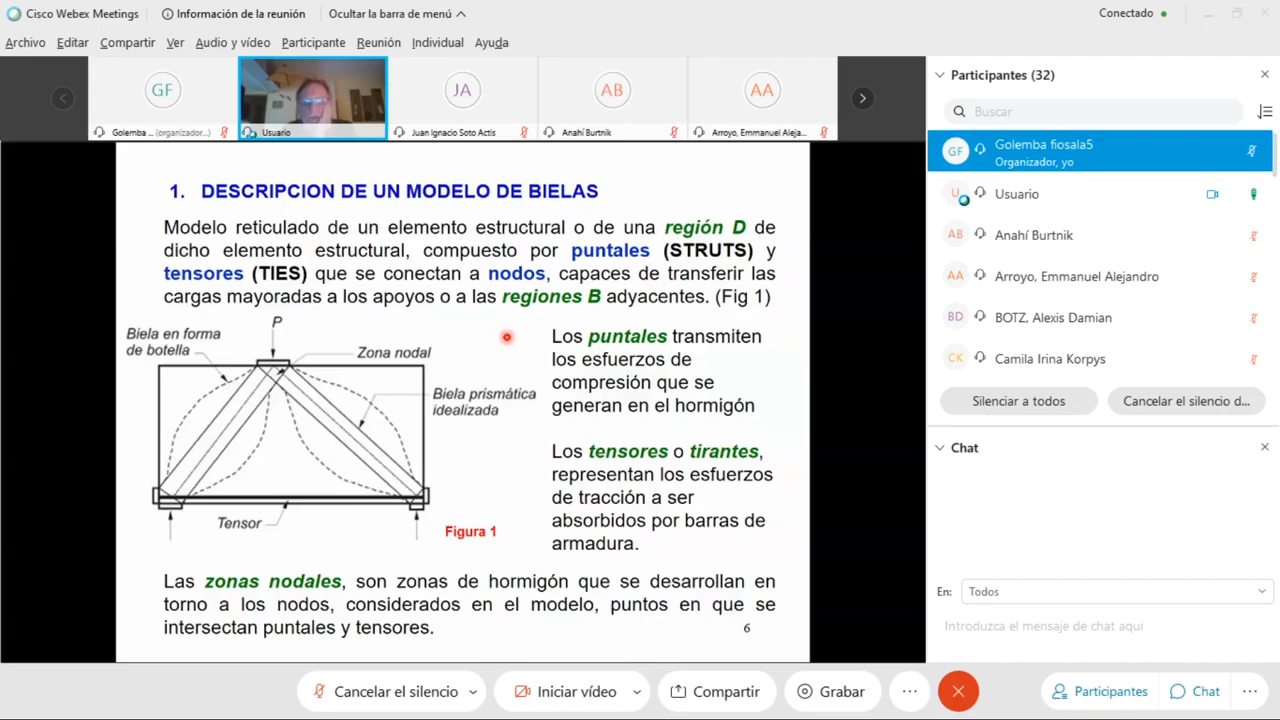 Cisco Webex Meetings
Información de la reunión
Ocultar la barra de menú
Conectado
Archivo Editar Compartir Ver Audio y vídeo Participante Reunión Individual Ayuda
GF
JA
AB
AA
Golemba ... (organizador...)
Usuario
Juan Ignacio Soto Actis
Anahí Burtnik
Arroyo, Emmanuel Aleja...
1. DESCRIPCION DE UN MODELO DE BIELAS
Modelo reticulado de un elemento estructural o de una región D de
dicho elemento estructural, compuesto por puntales (STRUTS) y
tensores (TIES) que se conectan a nodos, capaces de transferir las
cargas mayoradas a los apoyos o a las regiones B adyacentes. (Fig 1)
P
Biela en forma
de botella
Zona nodal
Biela prismática
idealizada
Tensor
Figura 1
Los puntales transmiten
los esfuerzos de
compresión que se
generan en el hormigón
Los tensores o tirantes,
representan los esfuerzos
de tracción a ser
absorbidos por barras de
armadura.
Las zonas nodales, son zonas de hormigón que se desarrollan en
torno a los nodos, considerados en el modelo, puntos en que se
intersectan puntales y tensores.
6
Participantes (32)
Buscar
GF
Golemba fiosala5
Organizador, yo
U
Usuario
AB
Anahí Burtnik
AA
Arroyo, Emmanuel Alejandro
BD
BOTZ, Alexis Damian
CK
Camila Irina Korpys
Silenciar a todos
Cancelar el silencio d...
Chat
En:
Todos
Introduzca el mensaje de chat aquí
Cancelar el silencio
Iniciar vídeo
Compartir
Grabar
Participantes
Chat